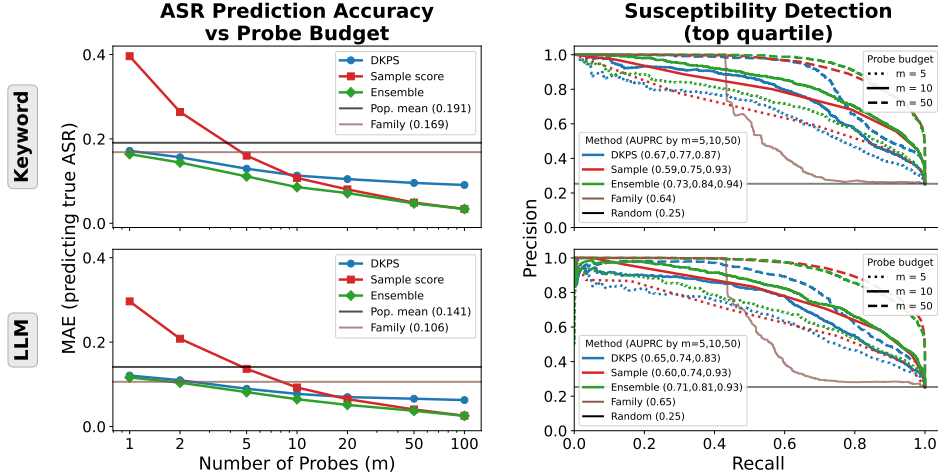 ASR Prediction Accuracy
vs Probe Budget
Susceptibility Detection
(top quartile)
Keyword
LLM
MAE (predicting true ASR)
0.4
0.2
0.0
DKPS
Sample score
Ensemble
Pop. mean (0.191)
Family (0.169)
0.4
0.2
0.0
DKPS
Sample score
Ensemble
Pop. mean (0.141)
Family (0.106)
1
2
5
10
20
50
100
Number of Probes (m)
Precision
1.0
0.8
0.6
0.4
0.2
0.0
Probe budget
m = 5
m = 10
m = 50
Method (AUPRC by m=5,10,50)
DKPS (0.67,0.77,0.87)
Sample (0.59,0.75,0.93)
Ensemble (0.73,0.84,0.94)
Family (0.64)
Random (0.25)
1.0
0.8
0.6
0.4
0.2
0.0
Probe budget
m = 5
m = 10
m = 50
Method (AUPRC by m=5,10,50)
DKPS (0.65,0.74,0.83)
Sample (0.60,0.74,0.93)
Ensemble (0.71,0.81,0.93)
Family (0.65)
Random (0.25)
0.0
0.2
0.4
0.6
0.8
1.0
Recall